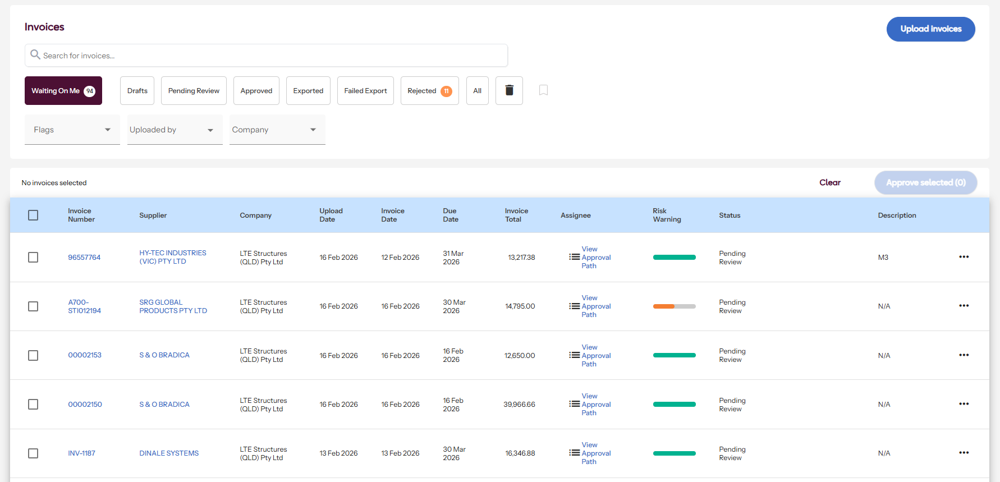 Invoices
Upload invoices
Search for invoices...
Waiting On Me 94
Drafts
Pending Review
Approved
Exported
Failed Export
Rejected 11
All
Flags
Uploaded by
Company
No invoices selected
Clear
Approve selected (0)
Invoice Number
Supplier
Company
Upload Date
Invoice Date
Due Date
Invoice Total
Assignee
Risk Warning
Status
Description
96557764
HY-TEC INDUSTRIES
(VIC) PTY LTD
LTE Structures
(QLD) Pty Ltd
16 Feb 2026
12 Feb 2026
31 Mar
2026
13,217.38
View
Approval
Path
Pending
Review
M3
A700-
STI012194
SRG GLOBAL
PRODUCTS PTY LTD
LTE Structures
(QLD) Pty Ltd
16 Feb 2026
16 Feb 2026
30 Mar
2026
14,795.00
View
Approval
Path
Pending
Review
N/A
00002153
S & O BRADICA
LTE Structures
(QLD) Pty Ltd
16 Feb 2026
16 Feb 2026
16 Feb
2026
12,650.00
View
Approval
Path
Pending
Review
N/A
00002150
S & O BRADICA
LTE Structures
(QLD) Pty Ltd
16 Feb 2026
16 Feb 2026
16 Feb
2026
39,966.66
View
Approval
Path
Pending
Review
N/A
INV-1187
DINALE SYSTEMS
LTE Structures
(QLD) Pty Ltd
13 Feb 2026
13 Feb 2026
30 Mar
2026
16,346.88
View
Approval
Path
Pending
Review
N/A